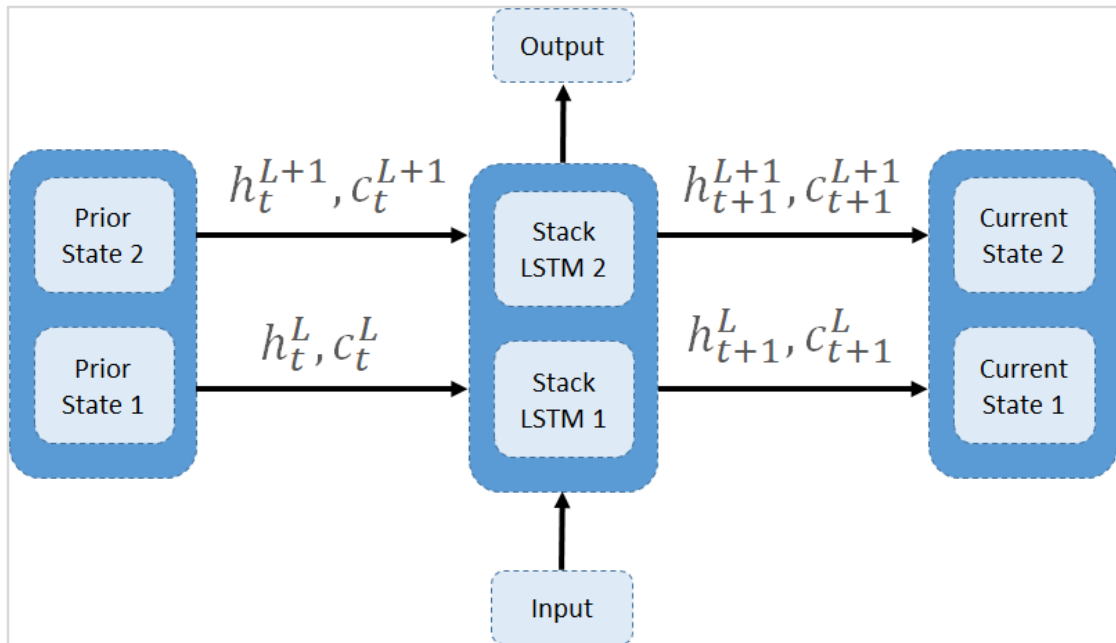 Output
h_t^{L+1}, c_t^{L+1}
h_{t+1}^{L+1}, c_{t+1}^{L+1}
Prior
State 2
Stack
LSTM 2
Current
State 2
h_t^L, c_t^L
h_{t+1}^L, c_{t+1}^L
Prior
State 1
Stack
LSTM 1
Current
State 1
Input